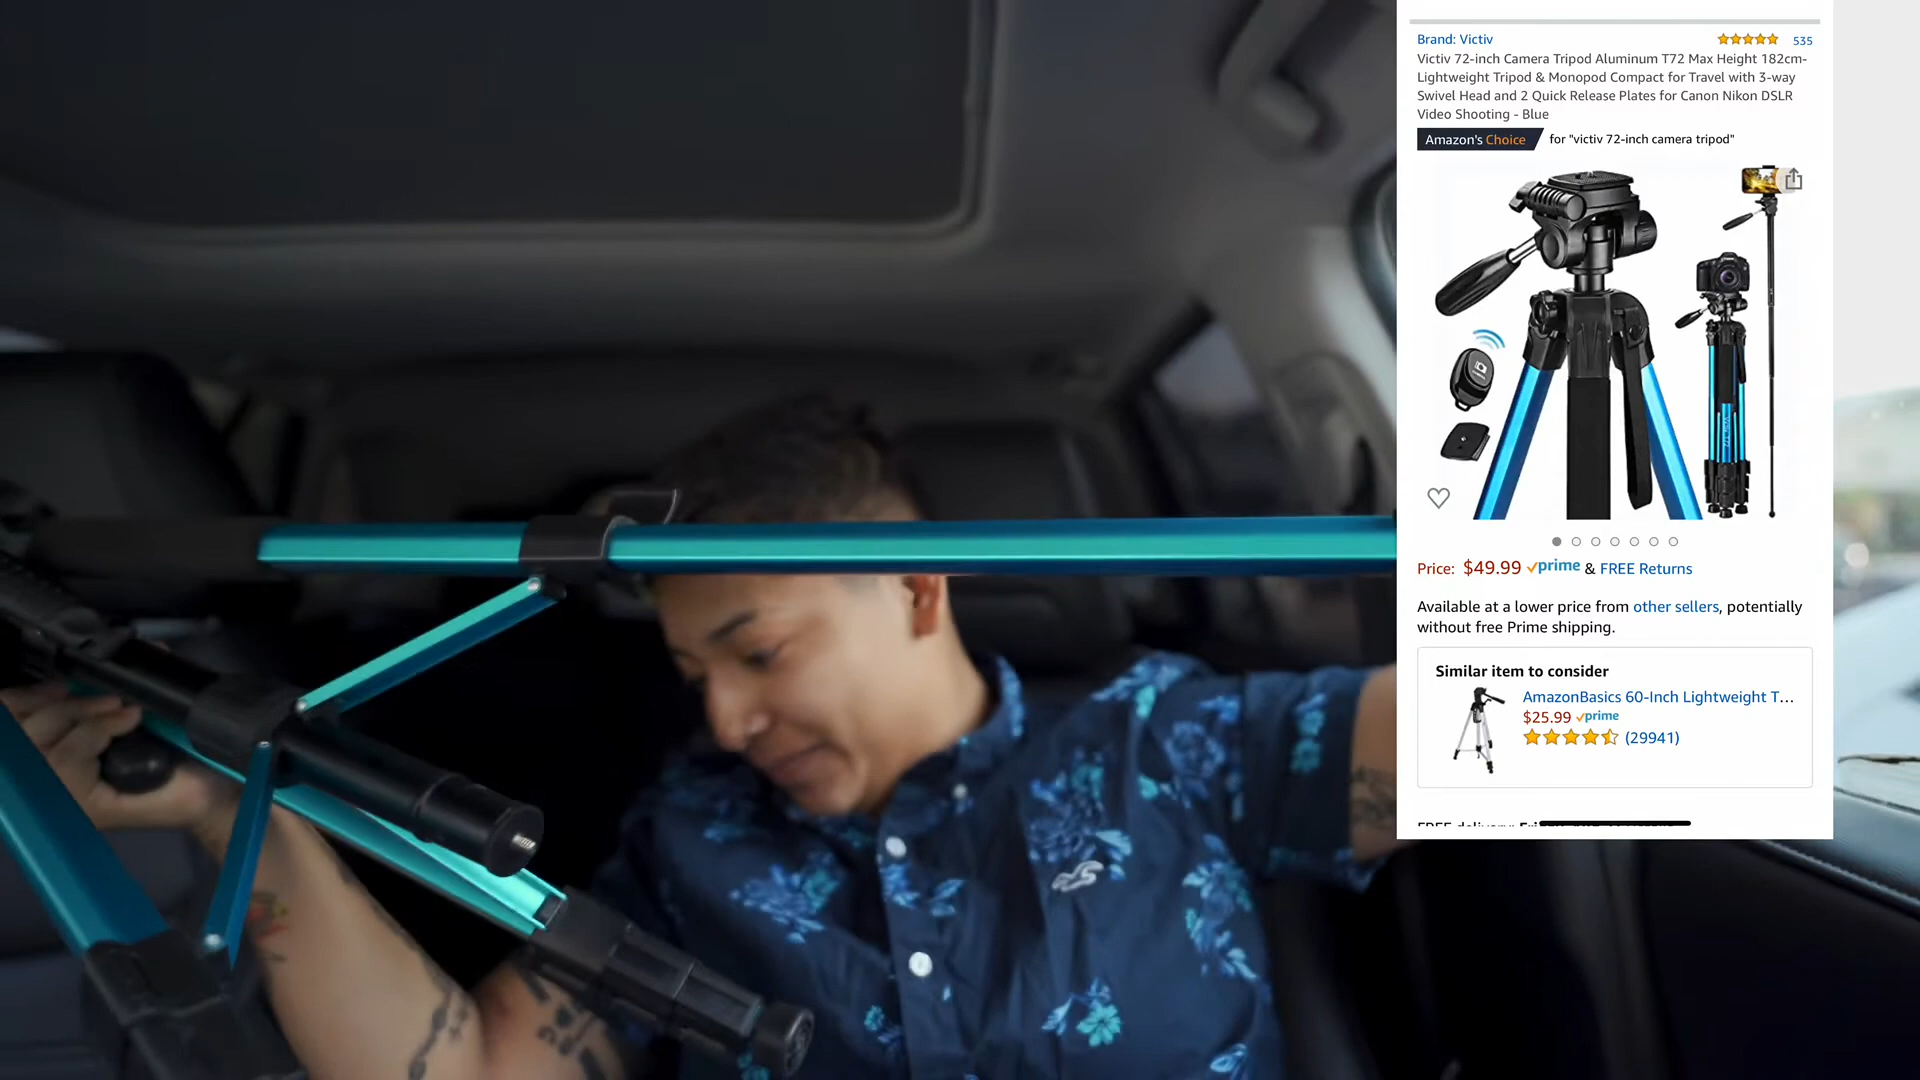 Brand: Victiv
535
Victiv 72-inch Camera Tripod Aluminum T72 Max Height 182cm-
Lightweight Tripod & Monopod Compact for Travel with 3-way
Swivel Head and 2 Quick Release Plates for Canon Nikon DSLR
Video Shooting - Blue
Amazon's Choice for "victiv 72-inch camera tripod"
Price: $49.99 prime & FREE Returns
Available at a lower price from other sellers, potentially
without free Prime shipping.
Similar item to consider
AmazonBasics 60-Inch Lightweight T...
$25.99 prime
(29941)
FREE delivery: